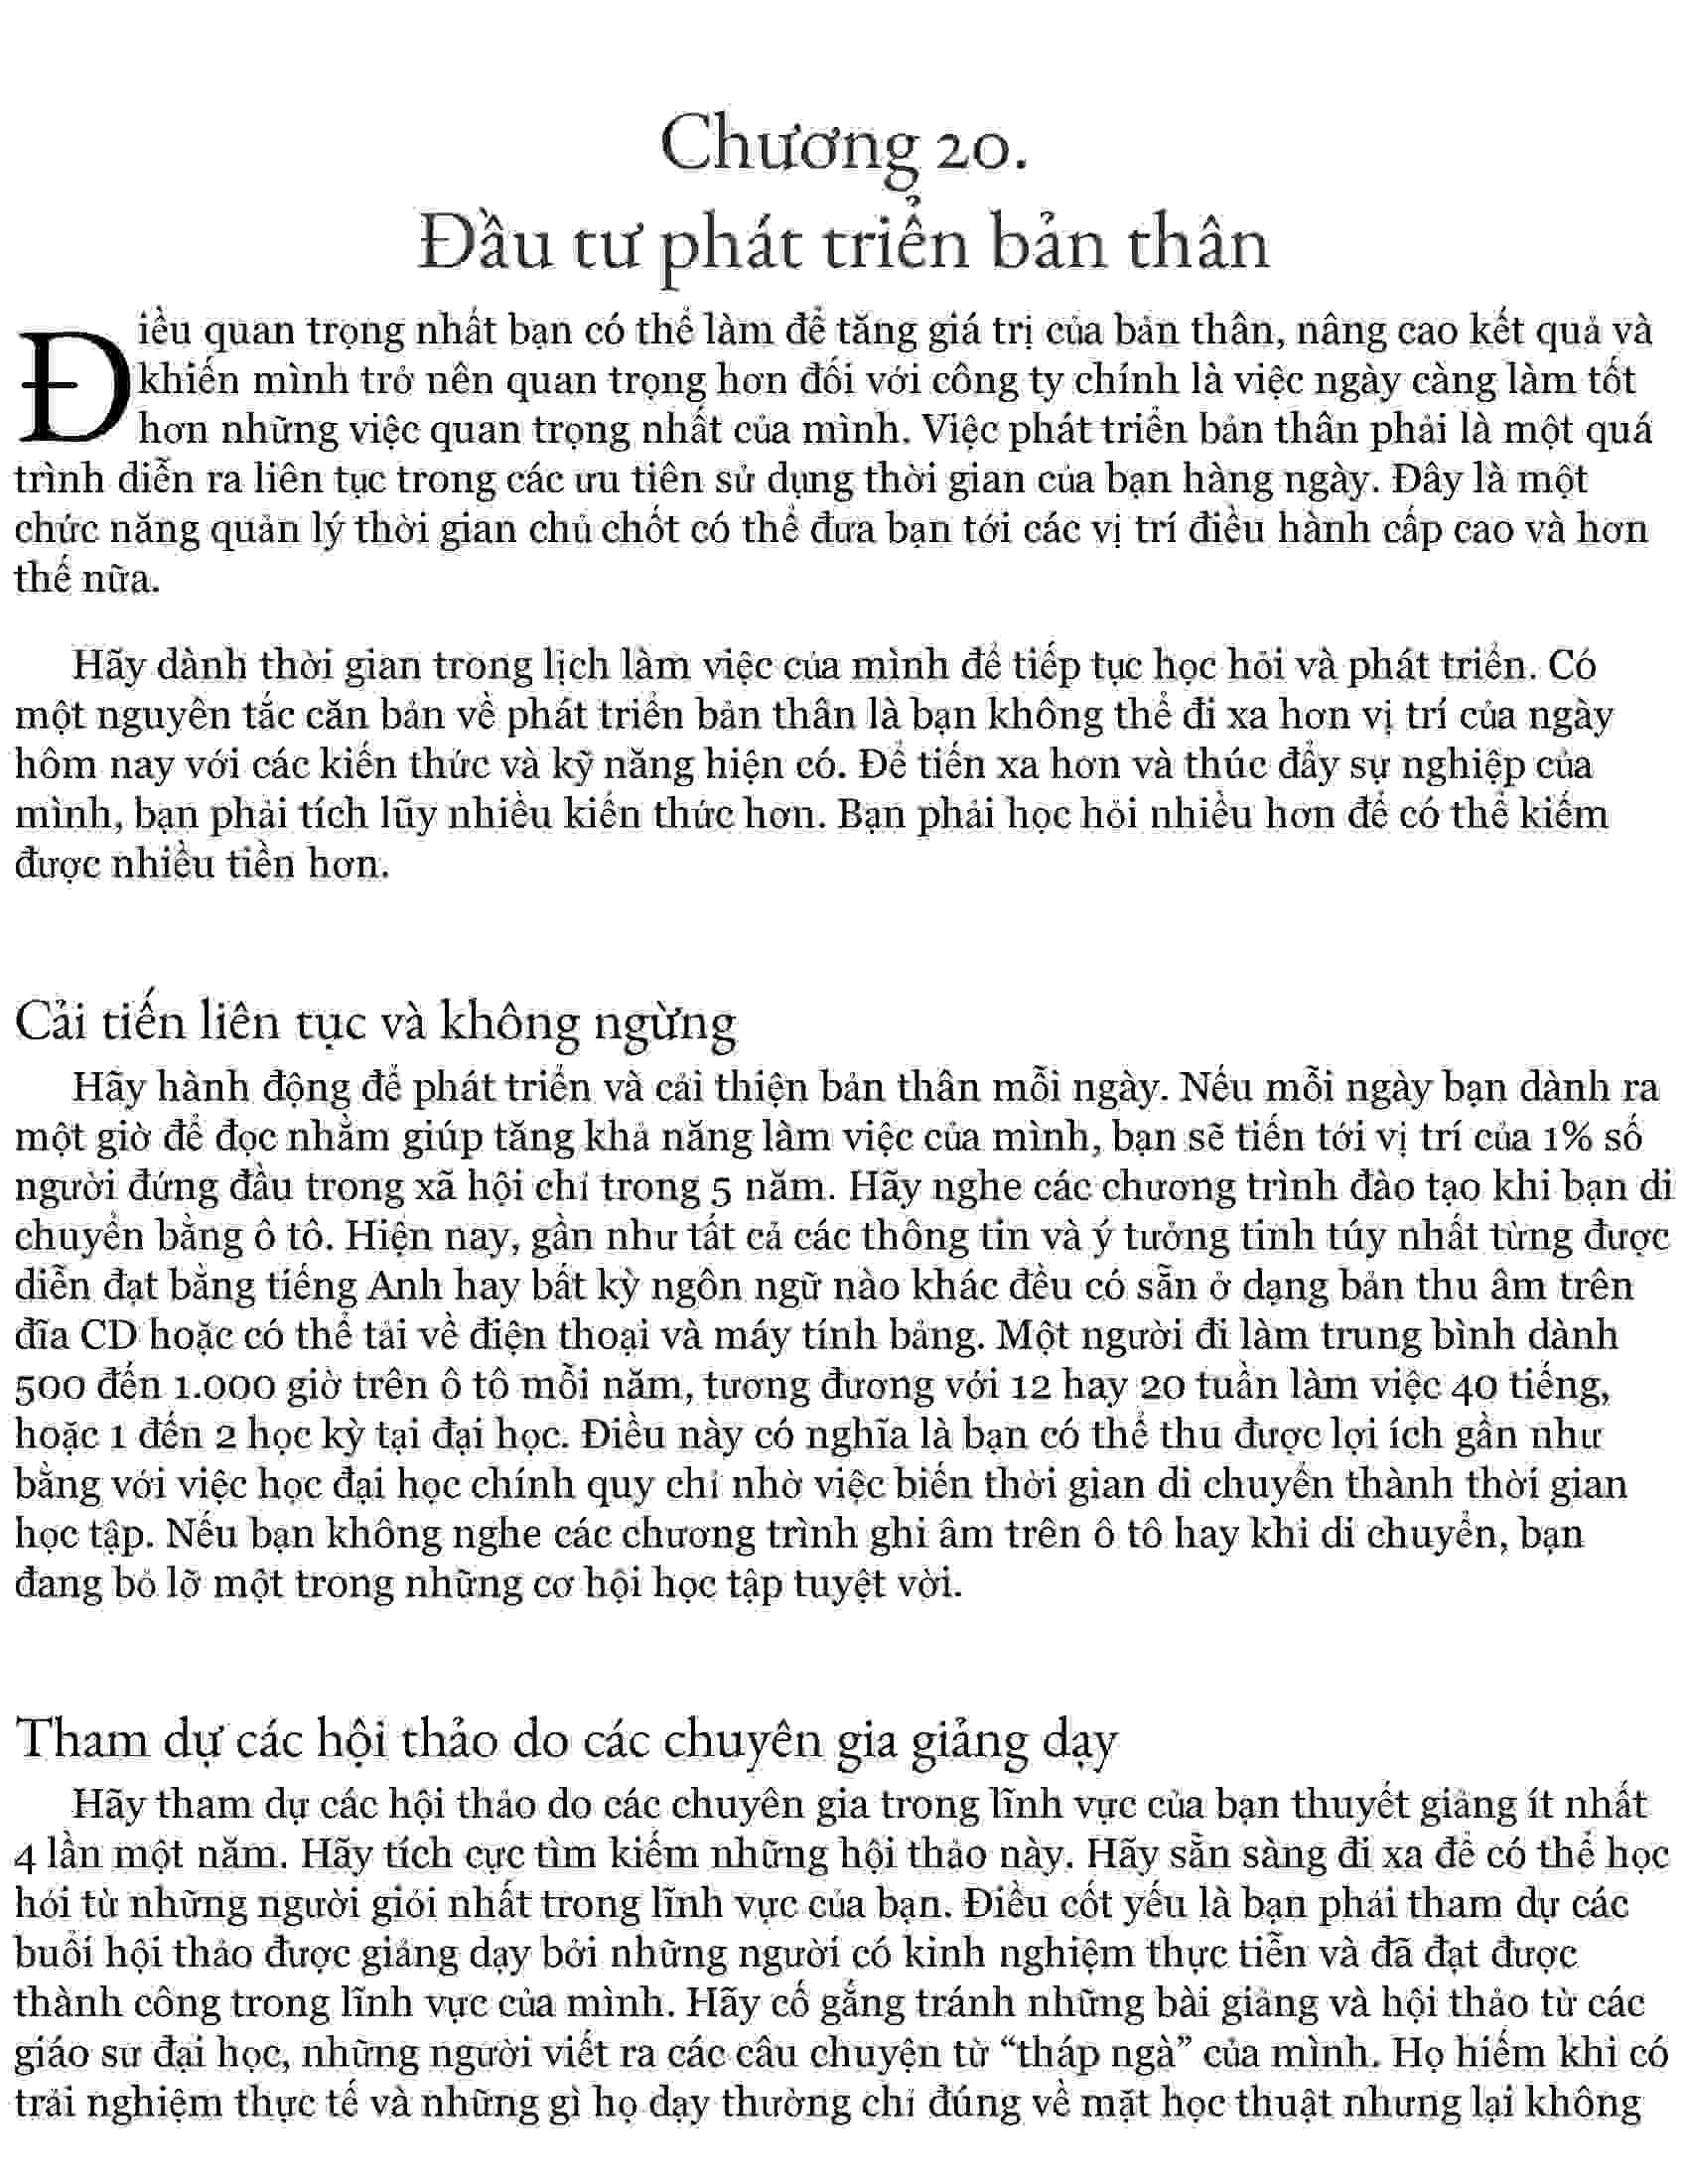 Chương 20.
Đầu tư phát triển bản thân
Điều quan trọng nhất bạn có thể làm để tăng giá trị của bản thân, nâng cao kết quả và
khiến mình trở nên quan trọng hơn đối với công ty chính là việc ngày càng làm tốt
hơn những việc quan trọng nhất của mình. Việc phát triển bản thân phải là một quá
trình diễn ra liên tục trong các ưu tiên sử dụng thời gian của bạn hàng ngày. Đây là một
chức năng quản lý thời gian chủ chốt có thể đưa bạn tới các vị trí điều hành cấp cao và hơn
thế nữa.
Hãy dành thời gian trong lịch làm việc của mình để tiếp tục học hỏi và phát triển. Có
một nguyên tắc căn bản về phát triển bản thân là bạn không thể đi xa hơn vị trí của ngày
hôm nay với các kiến thức và kỹ năng hiện có. Để tiến xa hơn và thúc đẩy sự nghiệp của
mình, bạn phải tích lũy nhiều kiến thức hơn. Bạn phải học hỏi nhiều hơn để có thể kiếm
được nhiều tiền hơn.
Cải tiến liên tục và không ngừng
Hãy hành động để phát triển và cải thiện bản thân mỗi ngày. Nếu mỗi ngày bạn dành ra
một giờ để đọc nhằm giúp tăng khả năng làm việc của mình, bạn sẽ tiến tới vị trí của 1% số
người đứng đầu trong xã hội chỉ trong 5 năm. Hãy nghe các chương trình đào tạo khi bạn di
chuyển bằng ô tô. Hiện nay, gần như tất cả các thông tin và ý tưởng tinh túy nhất từng được
diễn đạt bằng tiếng Anh hay bất kỳ ngôn ngữ nào khác đều có sẵn ở dạng bản thu âm trên
đĩa CD hoặc có thể tải về điện thoại và máy tính bảng. Một người đi làm trung bình dành
500 đến 1.000 giờ trên ô tô mỗi năm, tương đương với 12 hay 20 tuần làm việc 40 tiếng,
hoặc 1 đến 2 học kỳ tại đại học. Điều này có nghĩa là bạn có thể thu được lợi ích gần như
bằng với việc học đại học chính quy chỉ nhờ việc biến thời gian di chuyển thành thời gian
học tập. Nếu bạn không nghe các chương trình ghi âm trên ô tô hay khi di chuyển, bạn
đang bỏ lỡ một trong những cơ hội học tập tuyệt vời.
Tham dự các hội thảo do các chuyên gia giảng dạy
Hãy tham dự các hội thảo do các chuyên gia trong lĩnh vực của bạn thuyết giảng ít nhất
4 lần một năm. Hãy tích cực tìm kiếm những hội thảo này. Hãy sẵn sàng đi xa để có thể học
hỏi từ những người giỏi nhất trong lĩnh vực của bạn. Điều cốt yếu là bạn phải tham dự các
buổi hội thảo được giảng dạy bởi những người có kinh nghiệm thực tiễn và đã đạt được
thành công trong lĩnh vực của mình. Hãy cố gắng tránh những bài giảng và hội thảo từ các
giáo sư đại học, những người viết ra các câu chuyện từ “tháp ngà” của mình. Họ hiếm khi có
trải nghiệm thực tế và những gì họ dạy thường chỉ đúng về mặt học thuật nhưng lại không